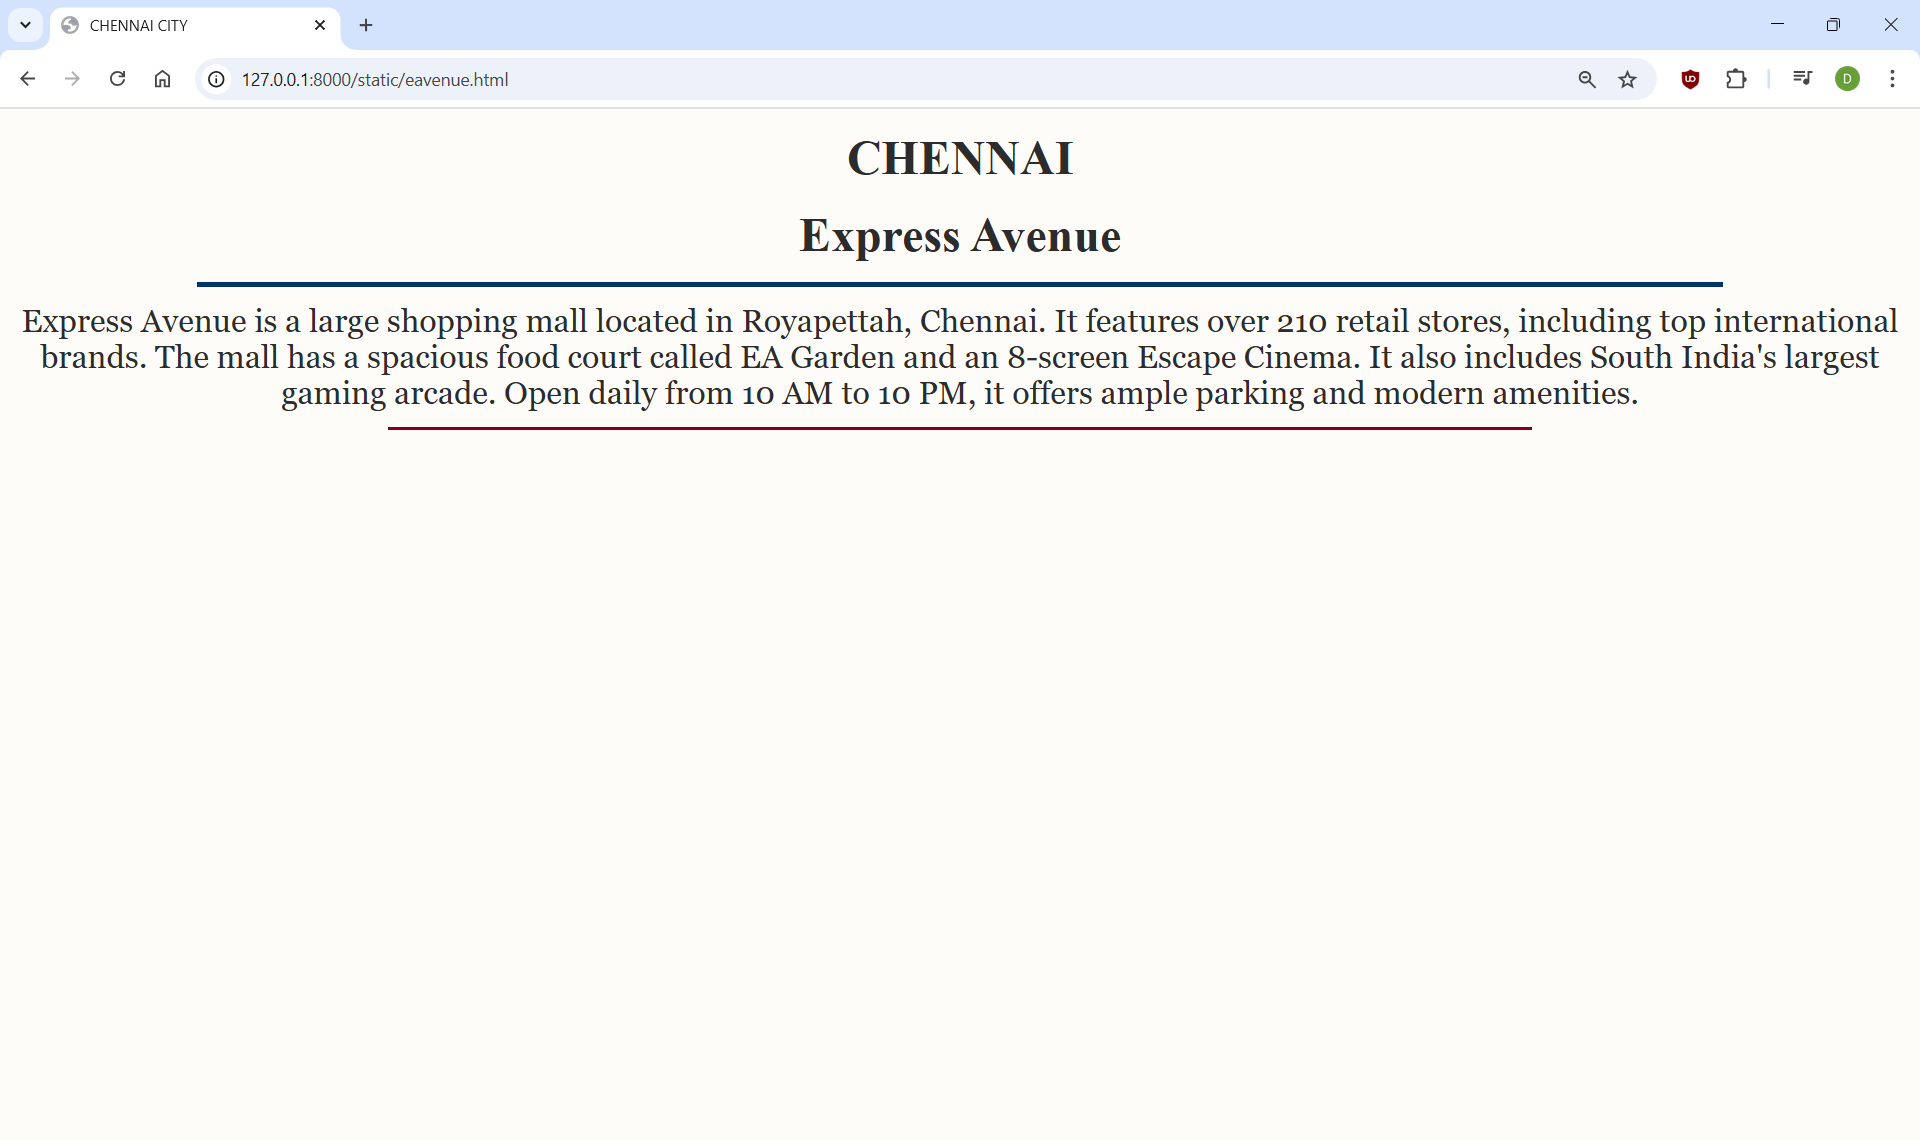 CHENNAI CITY
127.0.0.1:8000/static/eavenue.html
D
CHENNAI
Express Avenue
Express Avenue is a large shopping mall located in Royapettah, Chennai. It features over 210 retail stores, including top international
brands. The mall has a spacious food court called EA Garden and an 8-screen Escape Cinema. It also includes South India's largest
gaming arcade. Open daily from 10 AM to 10 PM, it offers ample parking and modern amenities.